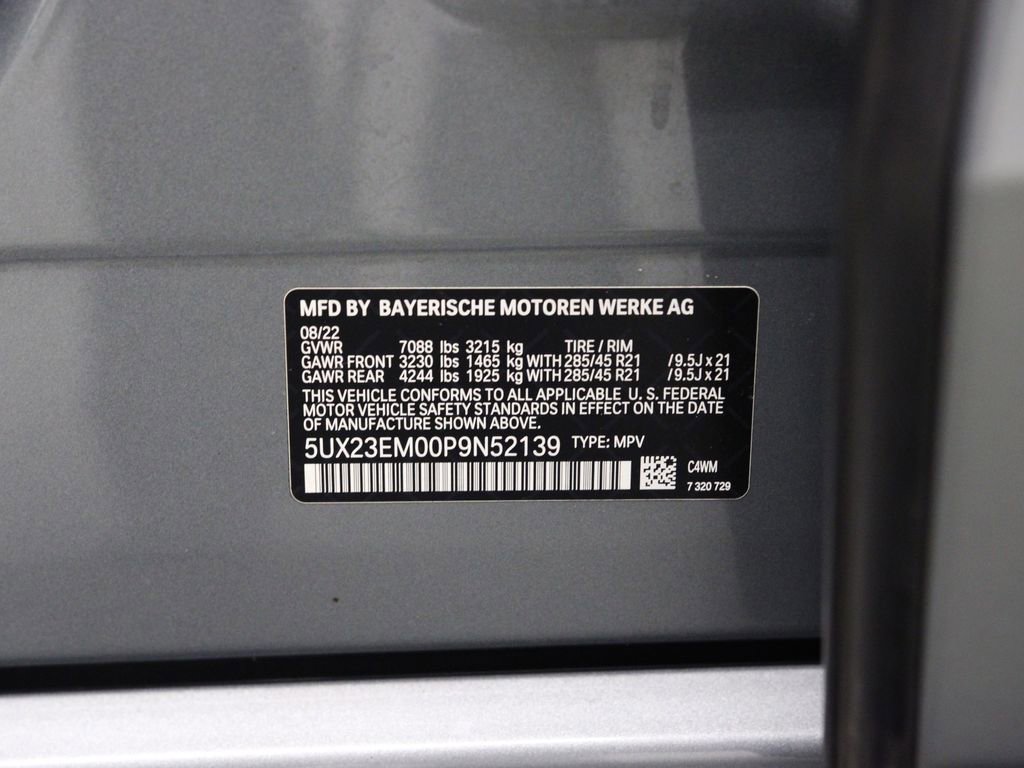 MFD BY BAYERISCHE MOTOREN WERKE AG
08/22
GVWR 7088 lbs 3215 kg TIRE / RIM
GAWR FRONT 3230 lbs 1465 kg WITH 285/45 R21 /9.5J x 21
GAWR REAR 4244 lbs 1925 kg WITH 285/45 R21 /9.5J x 21
THIS VEHICLE CONFORMS TO ALL APPLICABLE U. S. FEDERAL
MOTOR VEHICLE SAFETY STANDARDS IN EFFECT ON THE DATE
OF MANUFACTURE SHOWN ABOVE.
5UX23EM00P9N52139 TYPE: MPV
C4WM
7 320 729